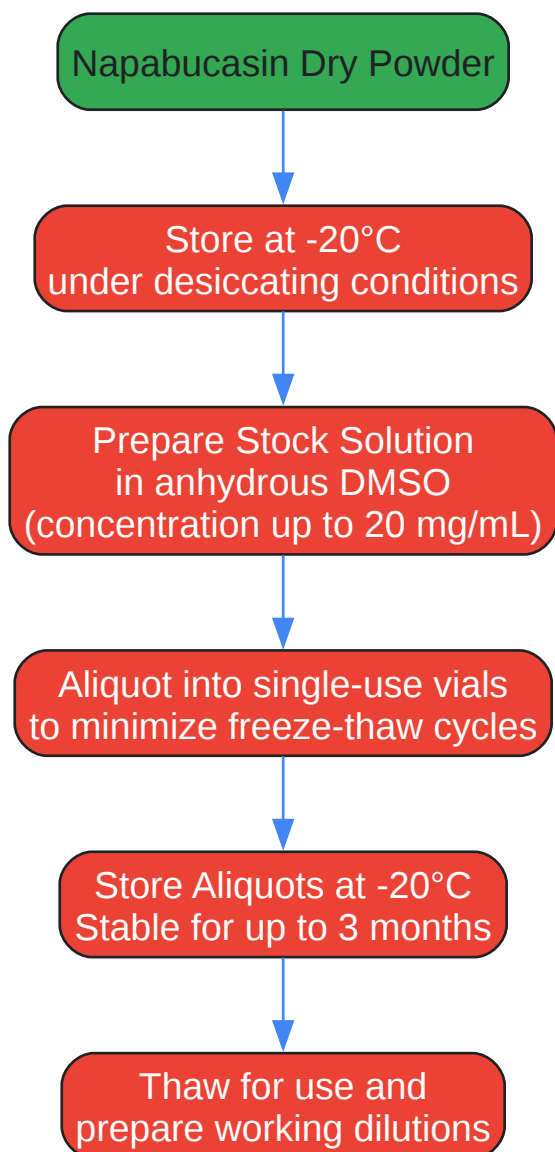 Napabucasin Dry Powder
Store at -20°C
under desiccating conditions
Prepare Stock Solution
in anhydrous DMSO
(concentration up to 20 mg/mL)
Aliquot into single-use vials
to minimize freeze-thaw cycles
Store Aliquots at -20°C
Stable for up to 3 months
Thaw for use and
prepare working dilutions